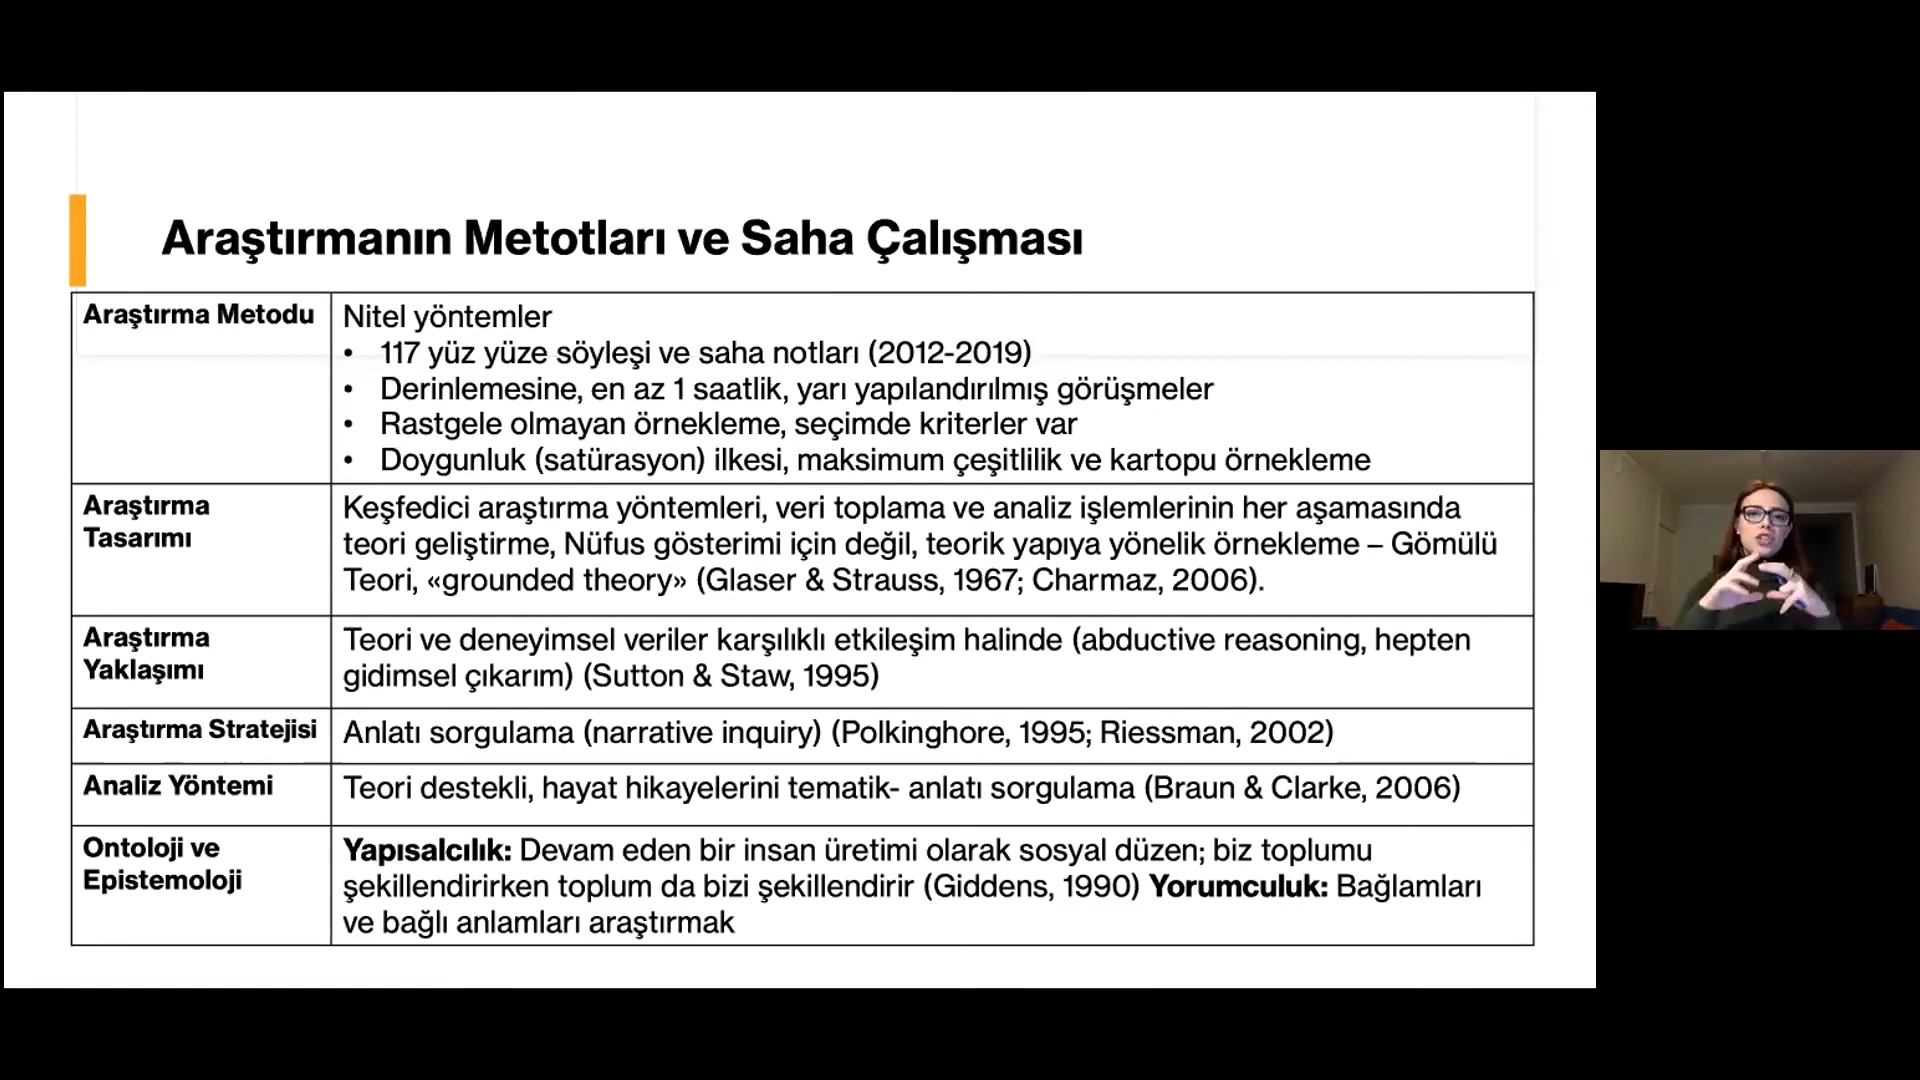 Araştırmanın Metotları ve Saha Çalışması
Araştırma Metodu
Nitel yöntemler
• 117 yüz yüze söyleşi ve saha notları (2012-2019)
• Derinlemesine, en az 1 saatlik, yarı yapılandırılmış görüşmeler
• Rastgele olmayan örnekleme, seçimde kriterler var
• Doygunluk (satürasyon) ilkesi, maksimum çeşitlilik ve kartopu örnekleme
Araştırma
Tasarımı
Keşfedici araştırma yöntemleri, veri toplama ve analiz işlemlerinin her aşamasında
teori geliştirme, Nüfus gösterimi için değil, teorik yapıya yönelik örnekleme – Gömülü
Teori, «grounded theory» (Glaser & Strauss, 1967; Charmaz, 2006).
Araştırma
Yaklaşımı
Teori ve deneyimsel veriler karşılıklı etkileşim halinde (abductive reasoning, hepten
gidimsel çıkarım) (Sutton & Staw, 1995)
Araştırma Stratejisi
Anlatı sorgulama (narrative inquiry) (Polkinghore, 1995; Riessman, 2002)
Analiz Yöntemi
Teori destekli, hayat hikayelerini tematik- anlatı sorgulama (Braun & Clarke, 2006)
Ontoloji ve
Epistemoloji
Yapısalcılık: Devam eden bir insan üretimi olarak sosyal düzen; biz toplumu
şekillendirirken toplum da bizi şekillendirir (Giddens, 1990) Yorumculuk: Bağlamları
ve bağlı anlamları araştırmak